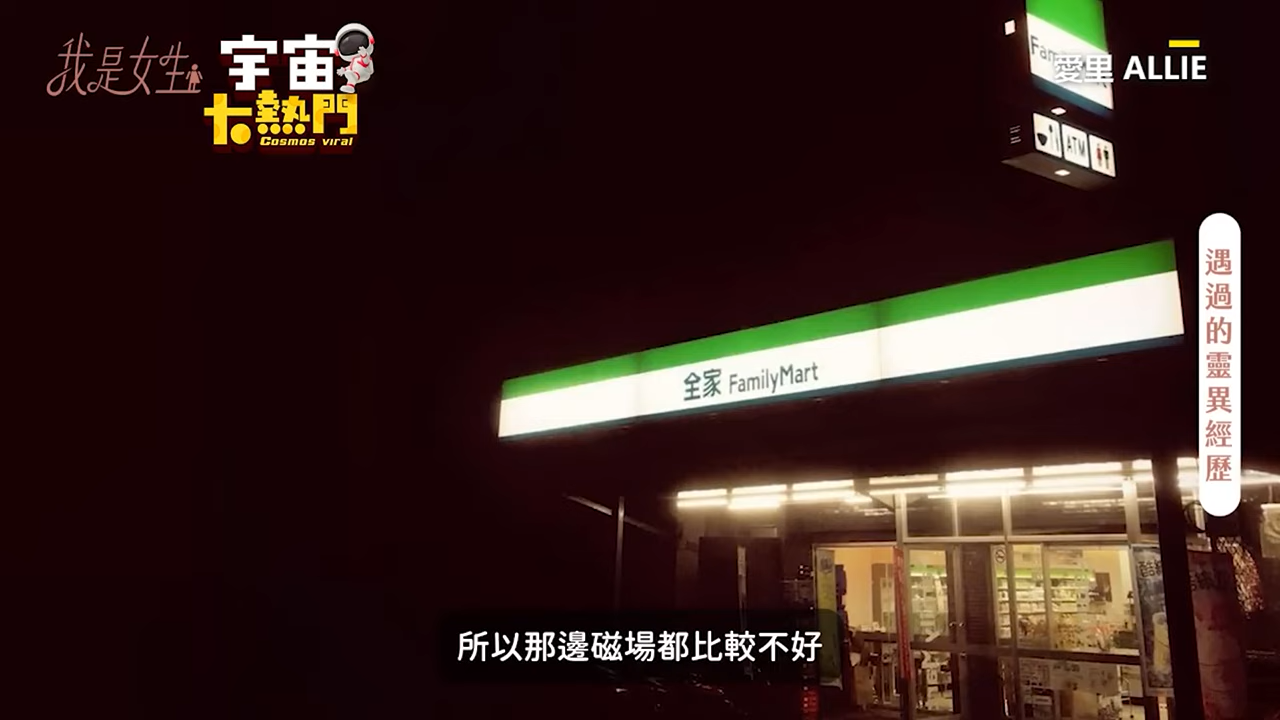 我是女生
宇宙
大熱門
Cosmos viral
愛里 ALLIE
Fam
ATM
遇過的靈異經歷
全家 FamilyMart
所以那邊磁場都比較不好